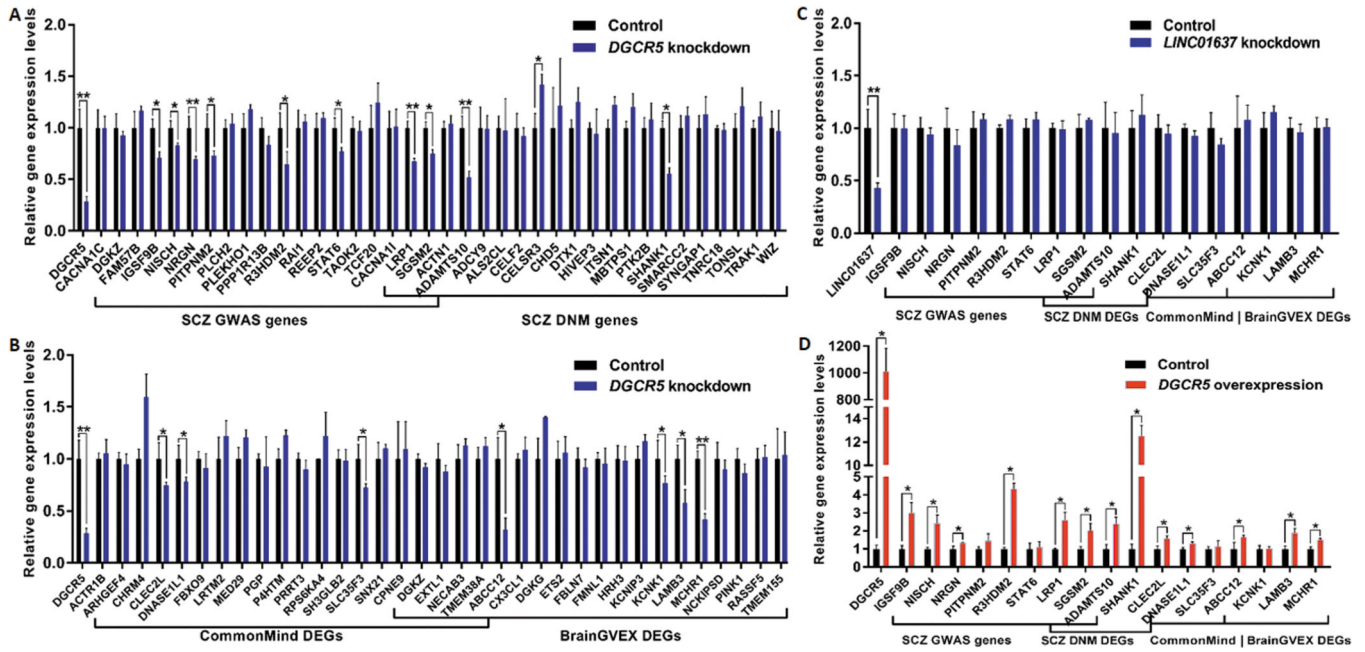 A
Relative gene expression levels
2.0
1.5
1.0
0.5
0.0
Control
DGCR5 knockdown
** * * ** * * * ** * ** * *
DGCR5
CACNA1C
DGKZ
FAM57B
IGSF9B
NISCH
NRGN
PITPNM2
PLCH2
LEKHO1
PPP1R13B
R3HDM2
RAI1
REEP2
STAT6
TAOK2
TCF20
CACNA1I
LRP1
SGSM2
ACTN1
ADAMTS10
ADCY9
ALS2CL
CELF2
CELSR3
CHD5
DTX1
HIVEP3
ITSN1
MBTPS1
PTK2B
SHANK1
SMARCC2
SYNGAP1
TNRC18
TONSL
TRAK1
WIZ
SCZ GWAS genes
SCZ DNM genes
B
Relative gene expression levels
2.0
1.5
1.0
0.5
0.0
Control
DGCR5 knockdown
** * * * * * * **
DGCR5
ACTR1B
ARHGEF4
CHRM4
CLEC2L
DNASE1L1
FBXO9
LRTM2
MED29
PGP
P4HTM
PRRT3
RPS6KA4
SH3GLB2
SLC35F3
SNX21
CPNE9
DGKZ
EXTL1
NECAB3
TMEM38A
ABCC12
CX3CL1
DGKG
ETS2
FBLN7
FMNL1
HRH3
KCNIP3
KCNK1
LAMB3
MCHR1
NCKIPSD
PINK1
RASSF5
TMEM155
CommonMind DEGs
BrainGVEX DEGs
C
Relative gene expression levels
2.0
1.5
1.0
0.5
0.0
Control
LINC01637 knockdown
**
LINC01637
IGSF9B
NISCH
NRGN
PITPNM2
R3HDM2
STAT6
LRP1
SGSM2
ADAMTS10
SHANK1
CLEC2L
DNASE1L1
SLC35F3
ABCC12
KCNK1
LAMB3
MCHR1
SCZ GWAS genes
SCZ DNM DEGs
CommonMind | BrainGVEX DEGs
D
Relative gene expression levels
1200
1000
800
14
12
10
6
4
2
1
0
Control
DGCR5 overexpression
* * * * * * * * * * * * * *
DGCR5
IGSF9B
NISCH
NRGN
PITPNM2
R3HDM2
STAT6
LRP1
SGSM2
ADAMTS10
SHANK1
CLEC2L
DNASE1L1
SLC35F3
ABCC12
KCNK1
LAMB3
MCHR1
SCZ GWAS genes
SCZ DNM DEGs
CommonMind | BrainGVEX DEGs